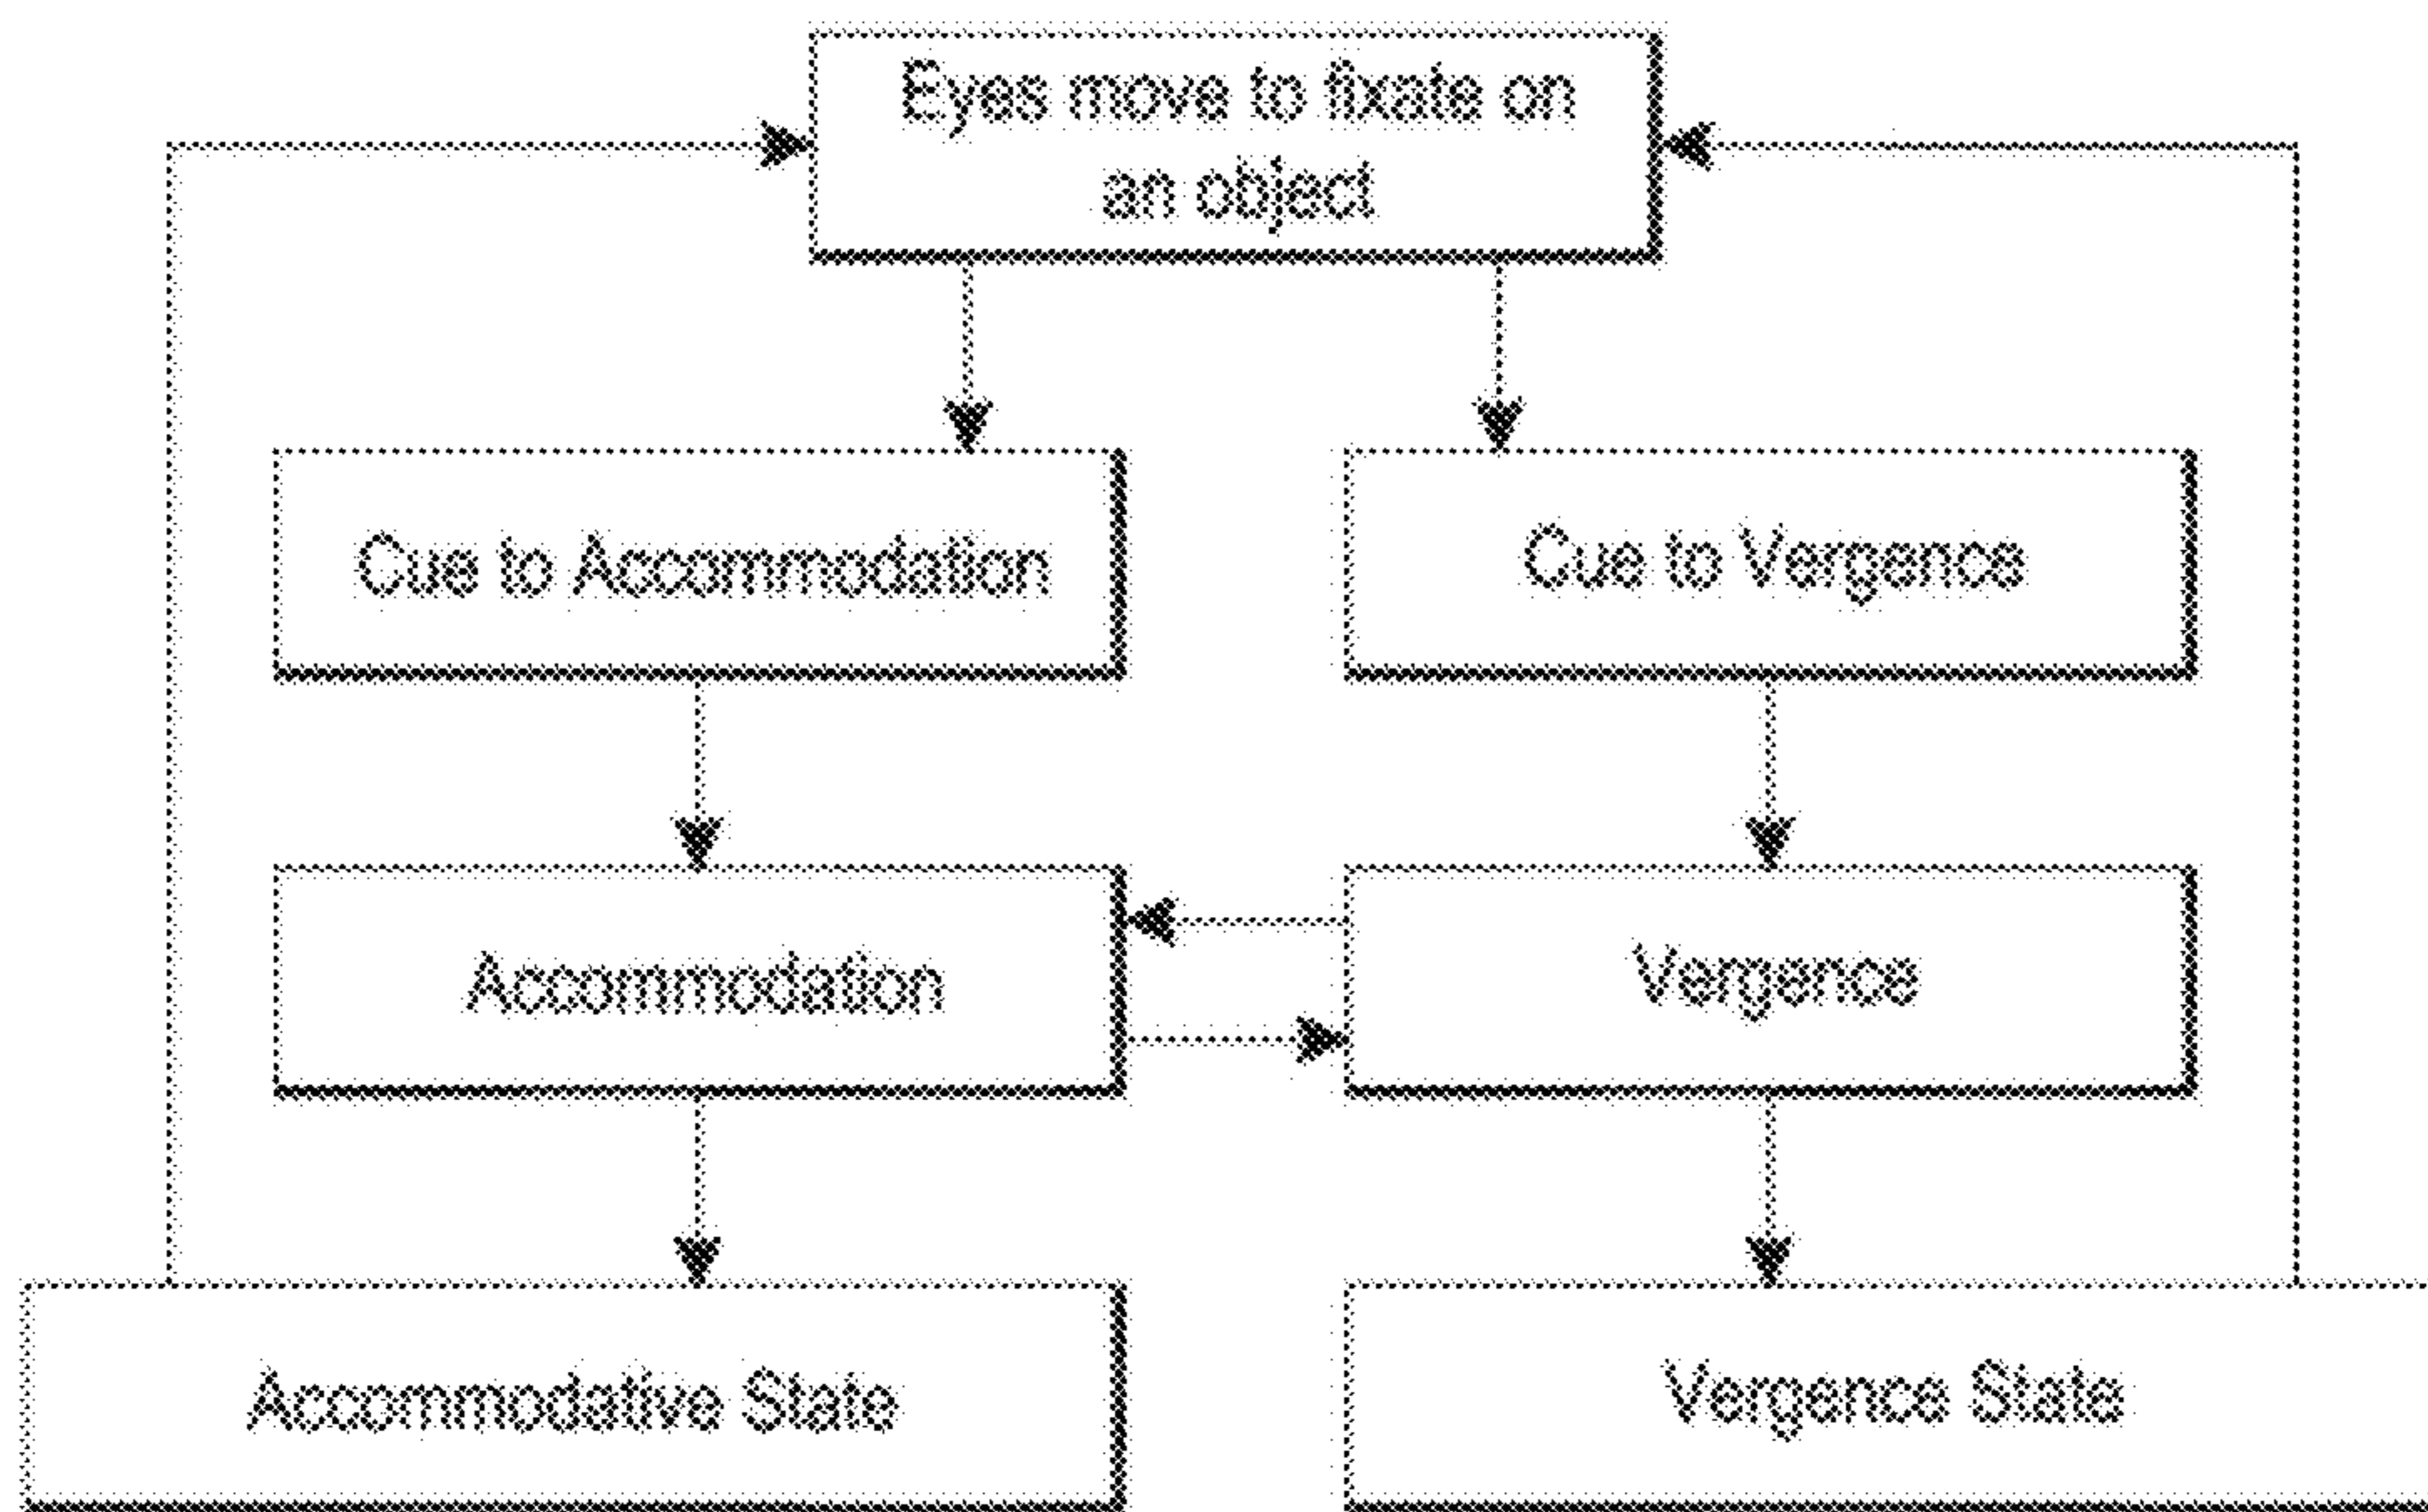 Eyes move to fixate on
an object
Cue to Accommodation
Cue to Vergence
Accommodation
Vergence
Accommodative State
Vergence State